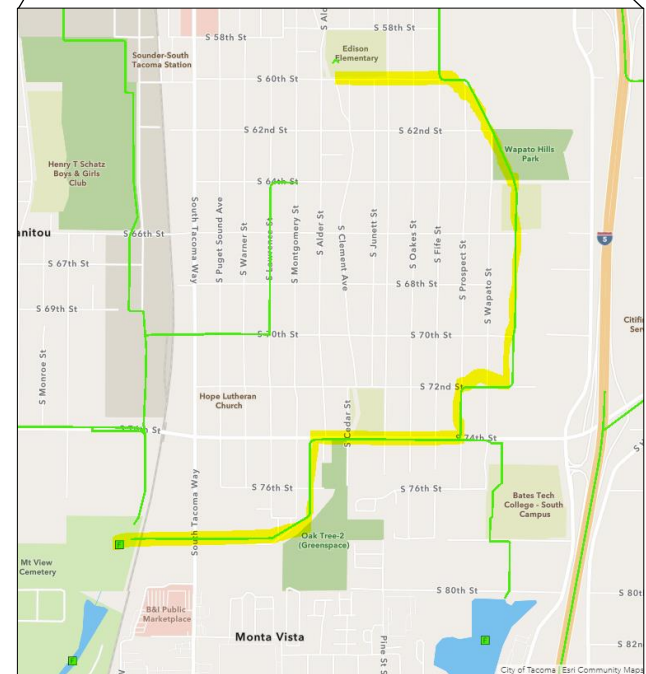 S 58th St
S 58th St
Sounder-South
Tacoma Station
Edison
Elementary
S 60th St
S 62nd St
S 62nd St
Wapato Hills
Park
Henry T Schatz
Boys & Girls
Club
S 64th St
South Tacoma Way
S Puget Sound Ave
S Warner St
S Lawrence St
S Montgomery St
S Alder St
S Clement Ave
S Junett St
S Oakes St
S Fife St
S Prospect St
S Wapato St
anitou
S 66th St
5
S 67th St
S 68th St
S 69th St
S 70th St
S 70th St
S Monroe St
S 72nd St
Hope Lutheran
Church
S Cedar St
S 74th St
South Tacoma Way
S 76th St
S 76th St
Bates Tech
College - South
Campus
Oak Tree-2
(Greenspace)
Mt View
Cemetery
S 80th St
S 80t
B&I Public
Marketplace
Monta Vista
Pine St S
S 82n
City of Tacoma | Esri Community Maps